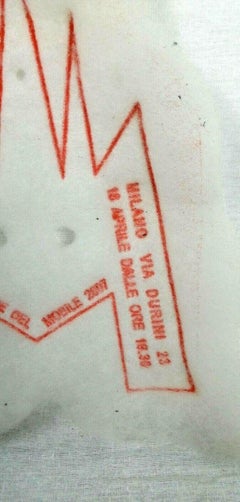 MILANO VIA DURINI 23
18 APRILE DALLE ORE 18.30
DEL MOBILE 2007